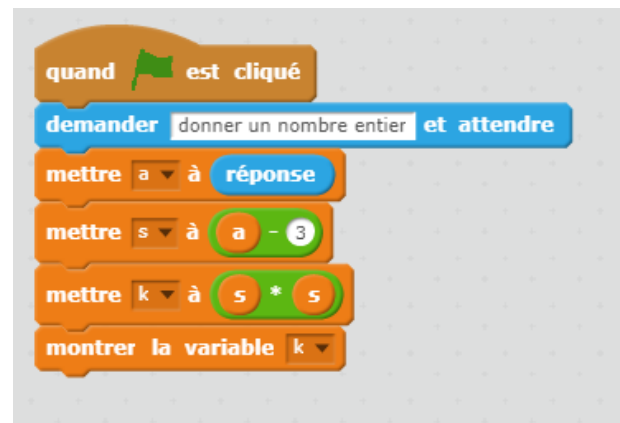 quand est cliqué
demander donner un nombre entier et attendre
mettre a à réponse
mettre s à a - 3
mettre k à s * s
montrer la variable k